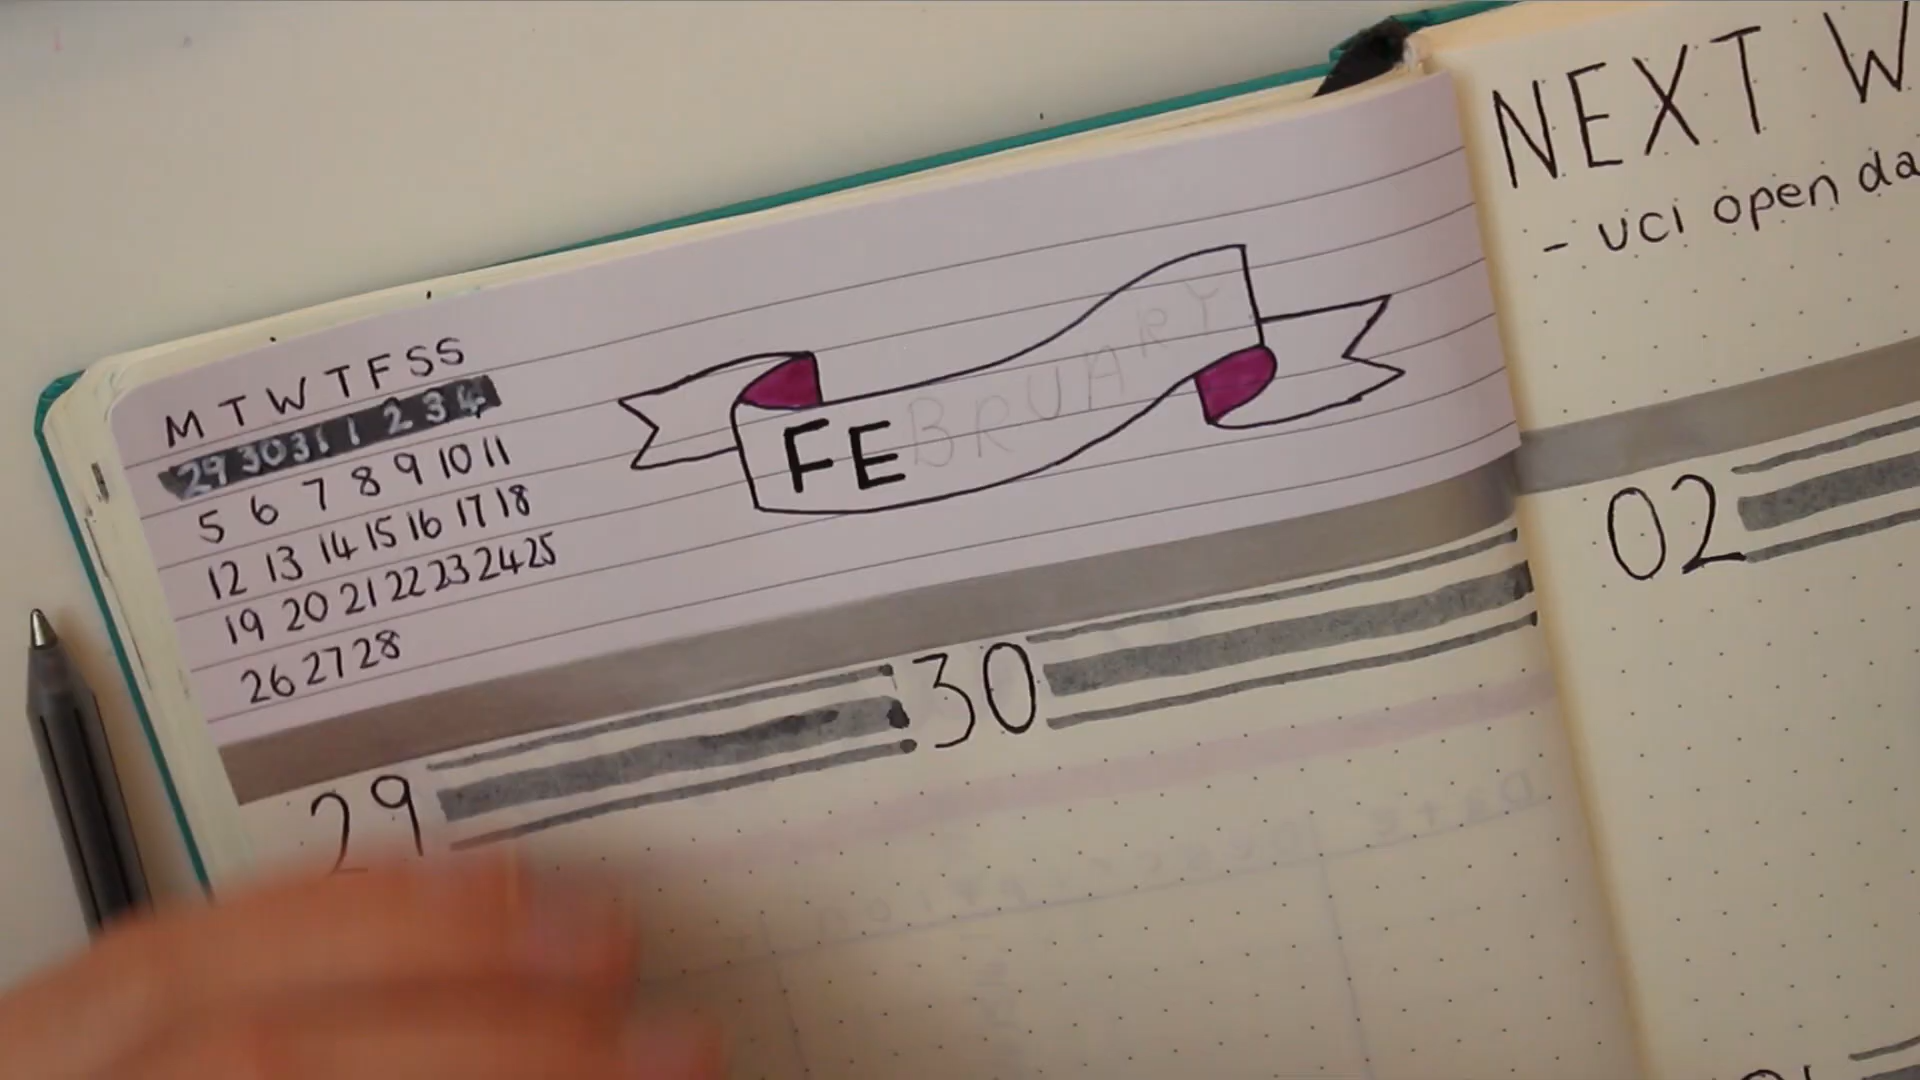 M T W T F S S
29 30 31 1 2 3 4
5 6 7 8 9 10 11
12 13 14 15 16 17 18
19 20 21 22 23 24 25
26 27 28
FEBRUARY
29
30
NEXT W
- uci open da
02
Date Description